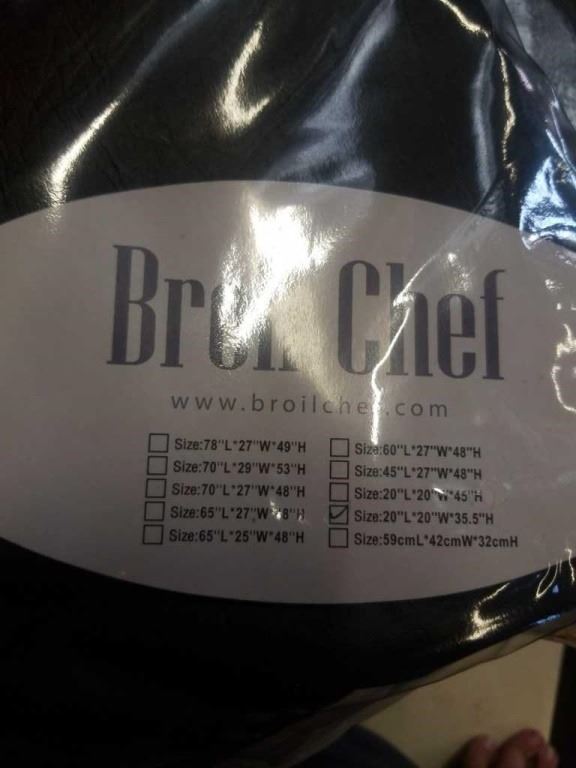 Broil Chef
www.broilchef.com
Size:78"L*27"W*49"H
Size:70"L*29"W*53"H
Size:70"L*27"W*48"H
Size:65"L*27"W*48"H
Size:65"L*25"W*48"H
Size:60"L*27"W*48"H
Size:45"L*27"W*48"H
Size:20"L*20"W*45"H
Size:20"L*20"W*35.5"H
Size:59cmL*42cmW*32cmH